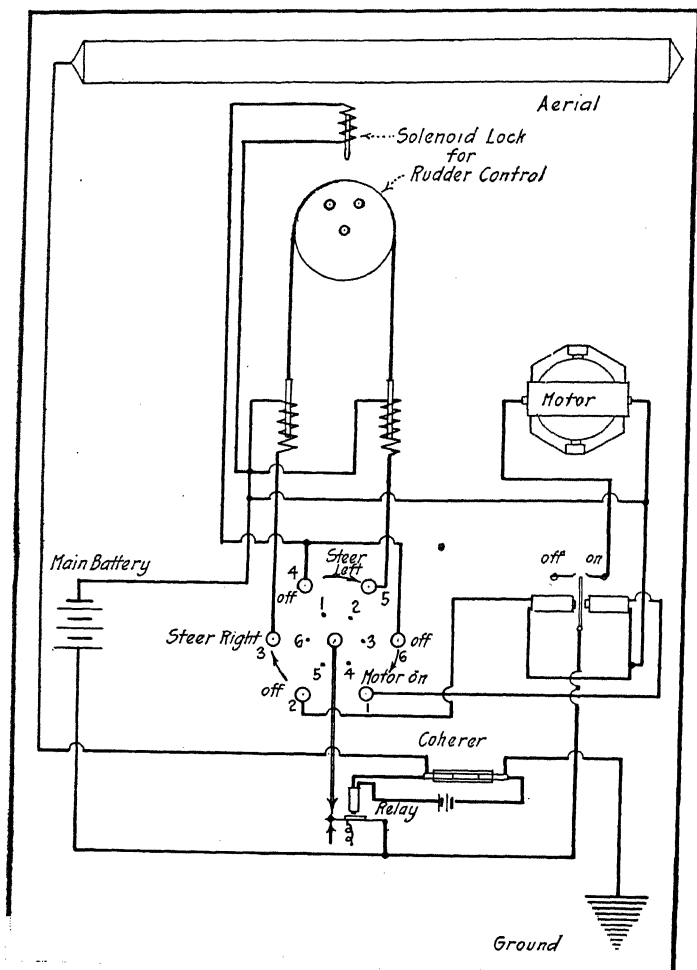 Aerial
Solenoid Lock
for
Rudder Control
Motor
Main Battery
off on
Steer
Left
4
off
5
1
2
Steer Right
3
6
3
off
6
5
4
Motor on
off
2
1
Coherer
Relay
Ground